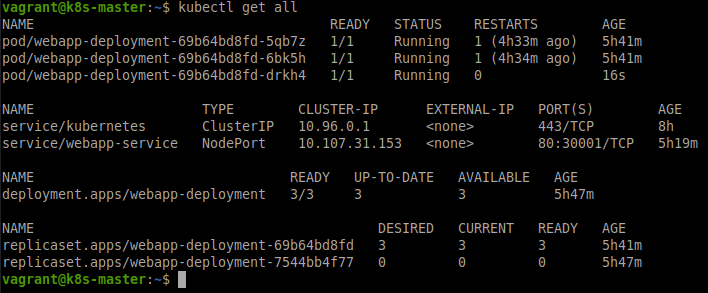 vagrant@k8s-master:~$ kubectl get all
NAME READY STATUS RESTARTS AGE
pod/webapp-deployment-69b64bd8fd-5qb7z 1/1 Running 1 (4h33m ago) 5h41m
pod/webapp-deployment-69b64bd8fd-6bk5h 1/1 Running 1 (4h34m ago) 5h41m
pod/webapp-deployment-69b64bd8fd-drkh4 1/1 Running 0 16s
NAME TYPE CLUSTER-IP EXTERNAL-IP PORT(S) AGE
service/kubernetes ClusterIP 10.96.0.1 <none> 443/TCP 8h
service/webapp-service NodePort 10.107.31.153 <none> 80:30001/TCP 5h19m
NAME READY UP-TO-DATE AVAILABLE AGE
deployment.apps/webapp-deployment 3/3 3 3 5h47m
NAME DESIRED CURRENT READY AGE
replicaset.apps/webapp-deployment-69b64bd8fd 3 3 3 5h41m
replicaset.apps/webapp-deployment-7544bb4f77 0 0 0 5h47m
vagrant@k8s-master:~$